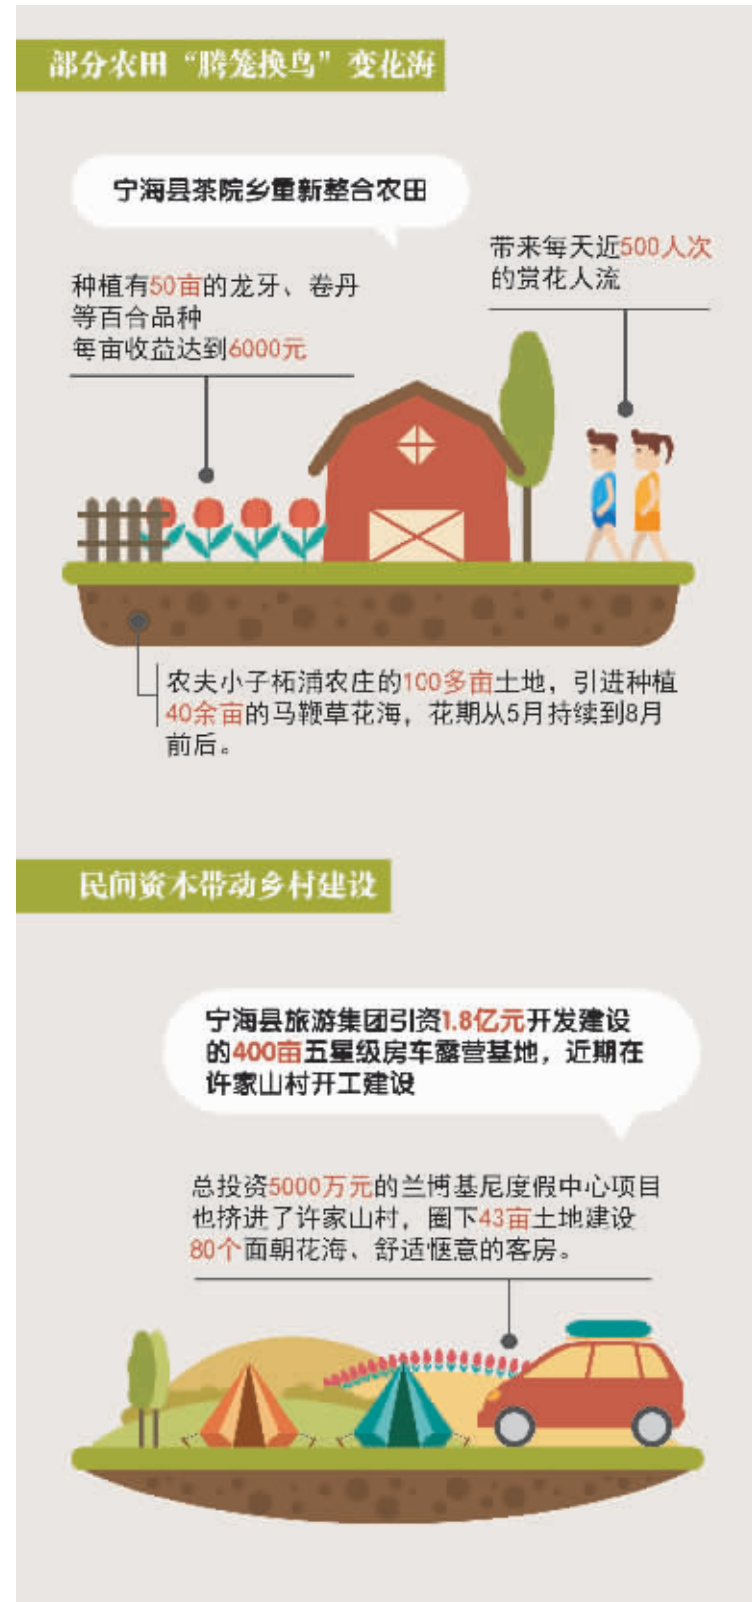 部分农田“腾笼换鸟”变花海
宁海县茶院乡重新整合农田
种植有50亩的龙牙、卷丹
等百合品种
每亩收益达到6000元
带来每天近500人次
的赏花人流
农夫小子柘浦农庄的100多亩土地，引进种植
40余亩的马鞭草花海，花期从5月持续到8月
前后。
民间资本带动乡村建设
宁海县旅游集团引资1.8亿元开发建设
的400亩五星级房车露营基地，近期在
许家山村开工建设
总投资5000万元的兰博基尼度假中心项目
也挤进了许家山村，圈下43亩土地建设
80个面朝花海、舒适惬意的客房。